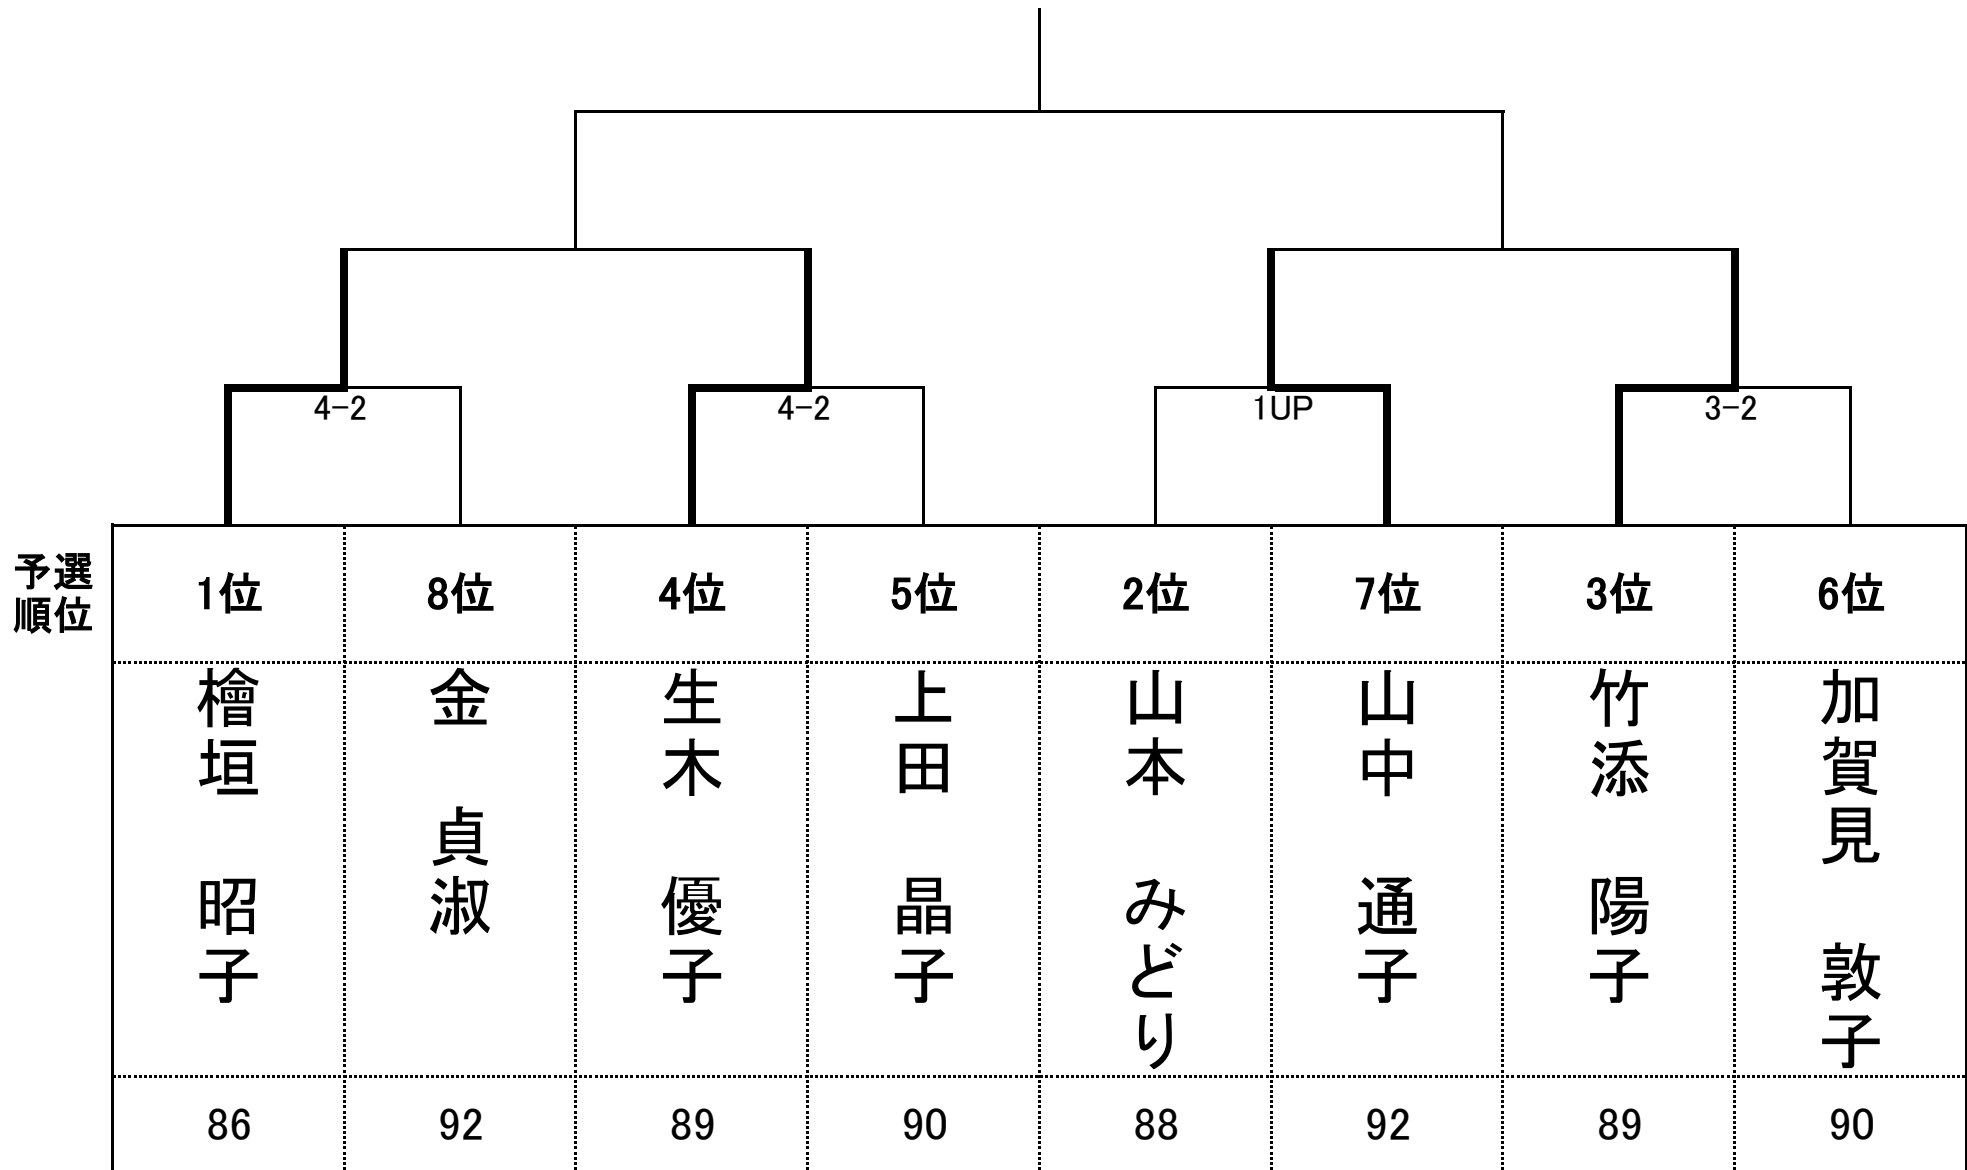 4-2
4-2
1UP
3-2
予選
順位
1位
8位
4位
5位
2位
7位
3位
6位
檜垣 昭子
金 貞淑
生木 優子
上田 晶子
山本 みどり
山中 通子
竹添 陽子
加賀見 敦子
86
92
89
90
88
92
89
90